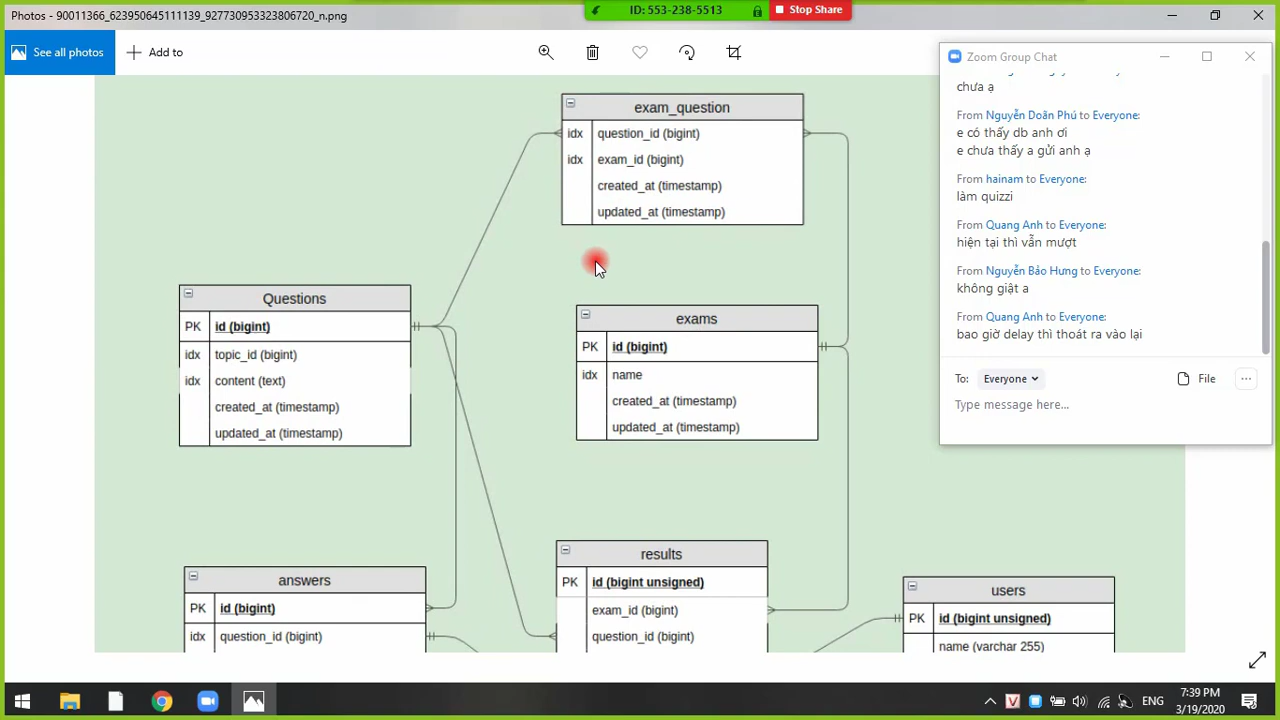 Photos - 90011366_623950645111139_927730953323806720_n.png
ID: 553-238-5513
Stop Share
See all photos
Add to
exam_question
idx question_id (bigint)
idx exam_id (bigint)
created_at (timestamp)
updated_at (timestamp)
Questions
PK id (bigint)
idx topic_id (bigint)
idx content (text)
created_at (timestamp)
updated_at (timestamp)
exams
PK id (bigint)
idx name
created_at (timestamp)
updated_at (timestamp)
answers
PK id (bigint)
idx question_id (bigint)
results
PK id (bigint unsigned)
exam_id (bigint)
question_id (bigint)
users
PK id (bigint unsigned)
name (varchar 255)
Zoom Group Chat
chưa ạ
From Nguyễn Doãn Phú to Everyone:
e có thấy db anh ơi
e chưa thấy a gửi anh ạ
From hainam to Everyone:
làm quizzi
From Quang Anh to Everyone:
hiện tại thì vẫn mượt
From Nguyễn Bảo Hưng to Everyone:
không giật a
From Quang Anh to Everyone:
bao giờ delay thì thoát ra vào lại
To: Everyone
File
...
Type message here...
V
ENG
7:39 PM
3/19/2020